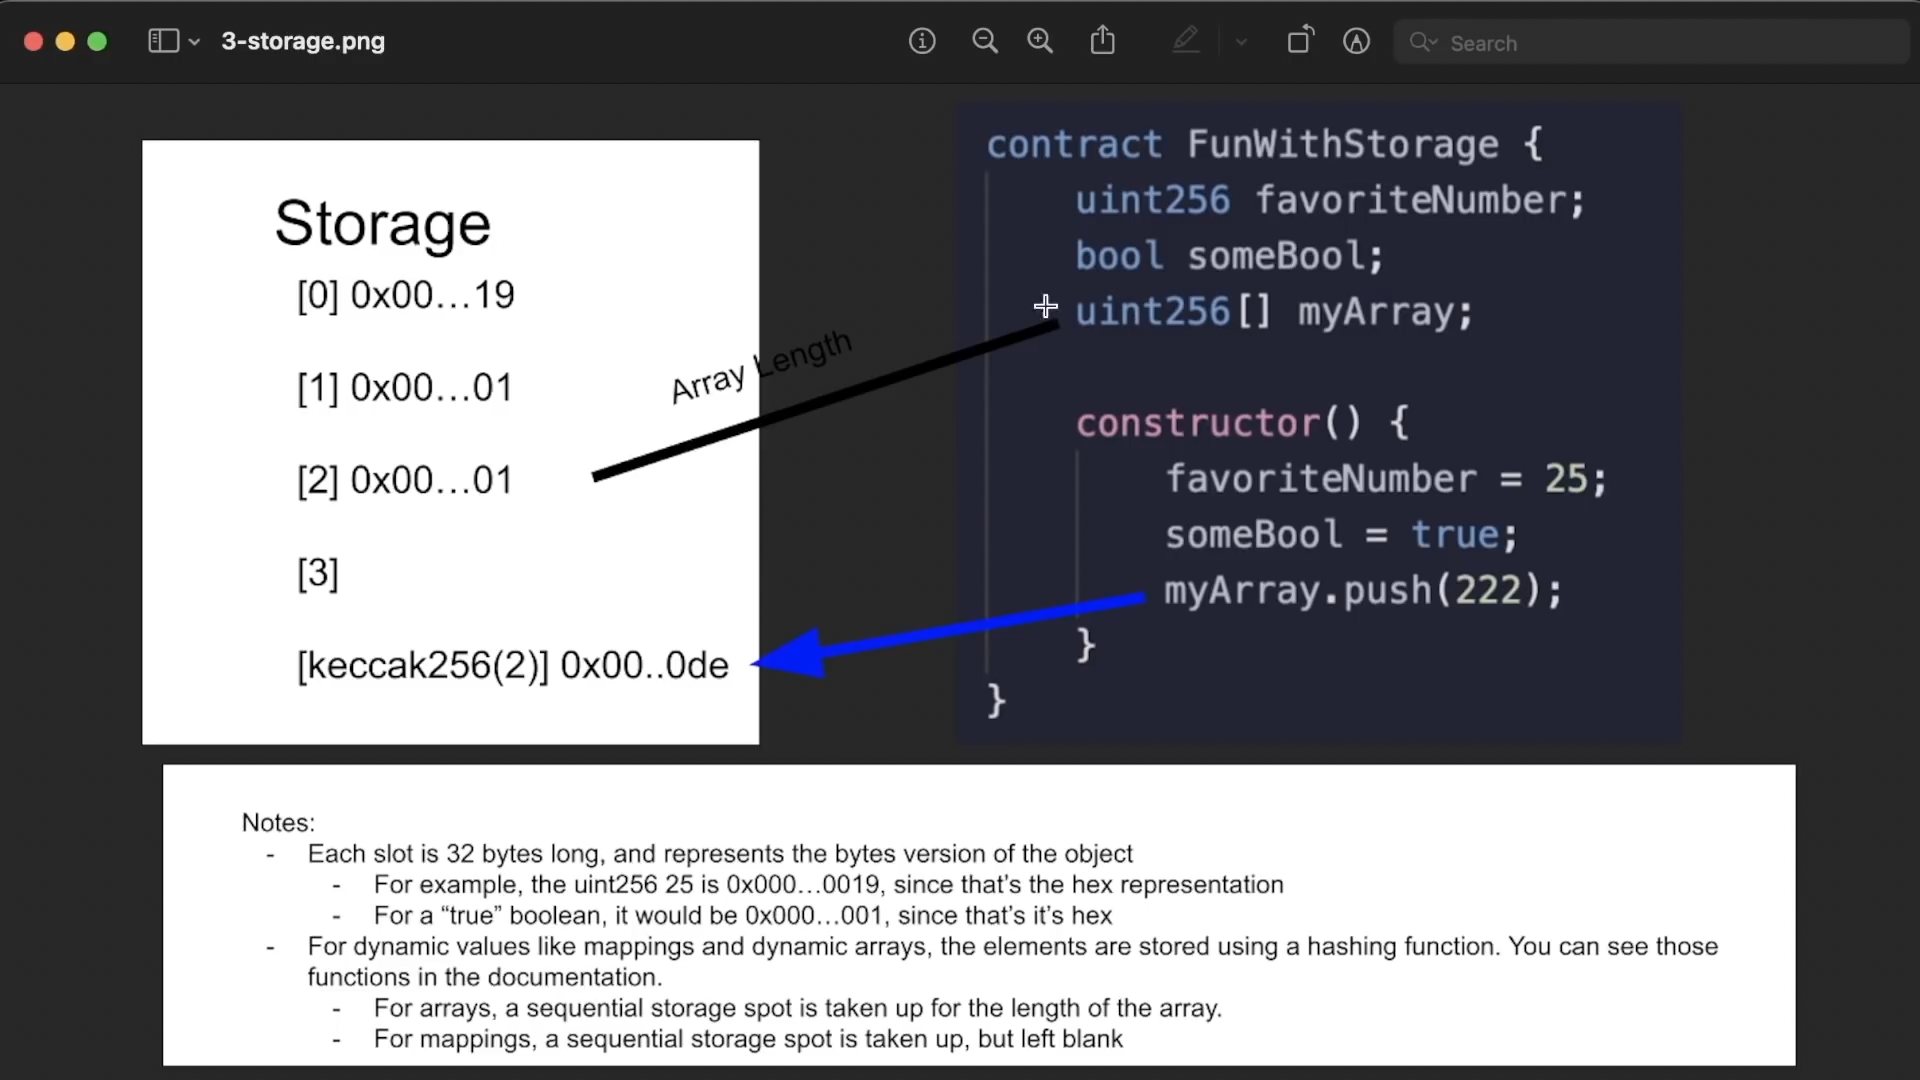 3-storage.png
Search
Storage
[0] 0x00…19
[1] 0x00…01
[2] 0x00…01
[3]
[keccak256(2)] 0x00..0de
Array Length
contract FunWithStorage {
uint256 favoriteNumber;
bool someBool;
uint256[] myArray;
constructor() {
favoriteNumber = 25;
someBool = true;
myArray.push(222);
}
}
Notes:
- Each slot is 32 bytes long, and represents the bytes version of the object
- For example, the uint256 25 is 0x000…0019, since that’s the hex representation
- For a “true” boolean, it would be 0x000…001, since that’s it’s hex
- For dynamic values like mappings and dynamic arrays, the elements are stored using a hashing function. You can see those
functions in the documentation.
- For arrays, a sequential storage spot is taken up for the length of the array.
- For mappings, a sequential storage spot is taken up, but left blank